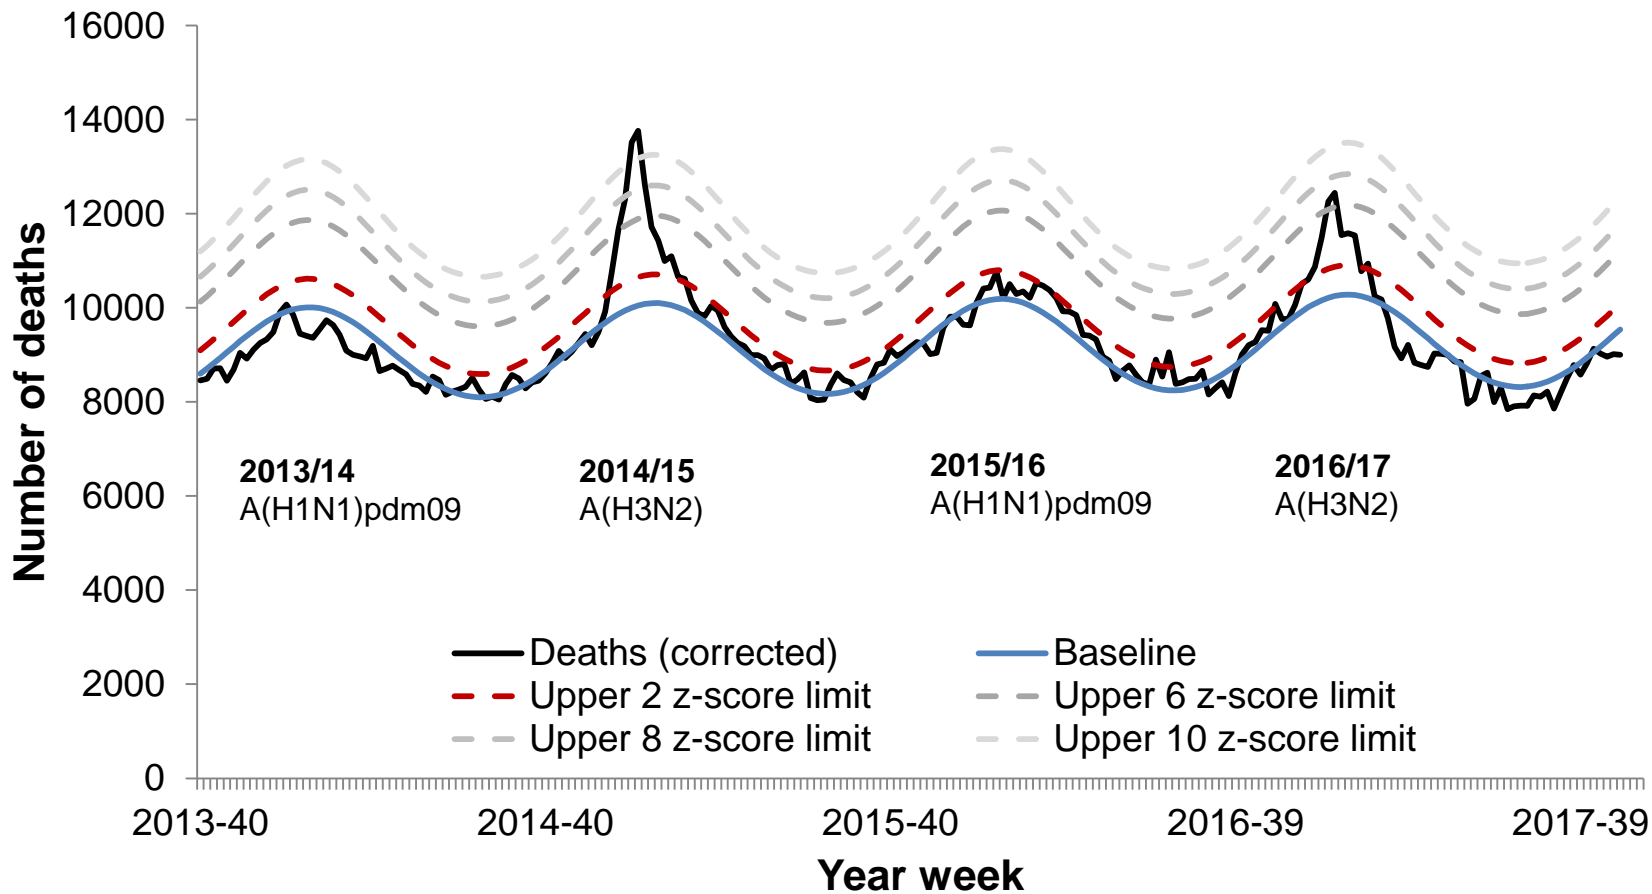 16000
14000
12000
10000
8000
6000
4000
2000
0
Number of deaths
2013/14
A(H1N1)pdm09
2014/15
A(H3N2)
2015/16
A(H1N1)pdm09
2016/17
A(H3N2)
Deaths (corrected)
Baseline
Upper 2 z-score limit
Upper 6 z-score limit
Upper 8 z-score limit
Upper 10 z-score limit
2013-40
2014-40
2015-40
2016-39
2017-39
Year week